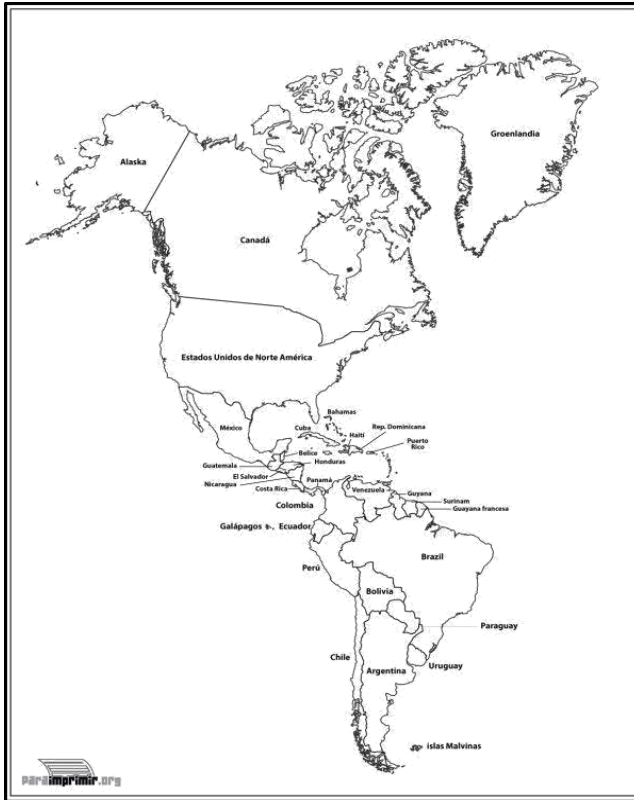 Groenlandia
Alaska
Canadá
Estados Unidos de Norte América
Bahamas
México
Cuba
Haití
Rep. Dominicana
Puerto
Rico
Belice
Guatemala
Honduras
El Salvador
Nicaragua
Panamá
Costa Rica
Venezuela
Guyana
Surinam
Guayana francesa
Colombia
Galápagos
Ecuador
Brazil
Perú
Bolivia
Paraguay
Chile
Uruguay
Argentina
islas Malvinas
paraimprimir.org